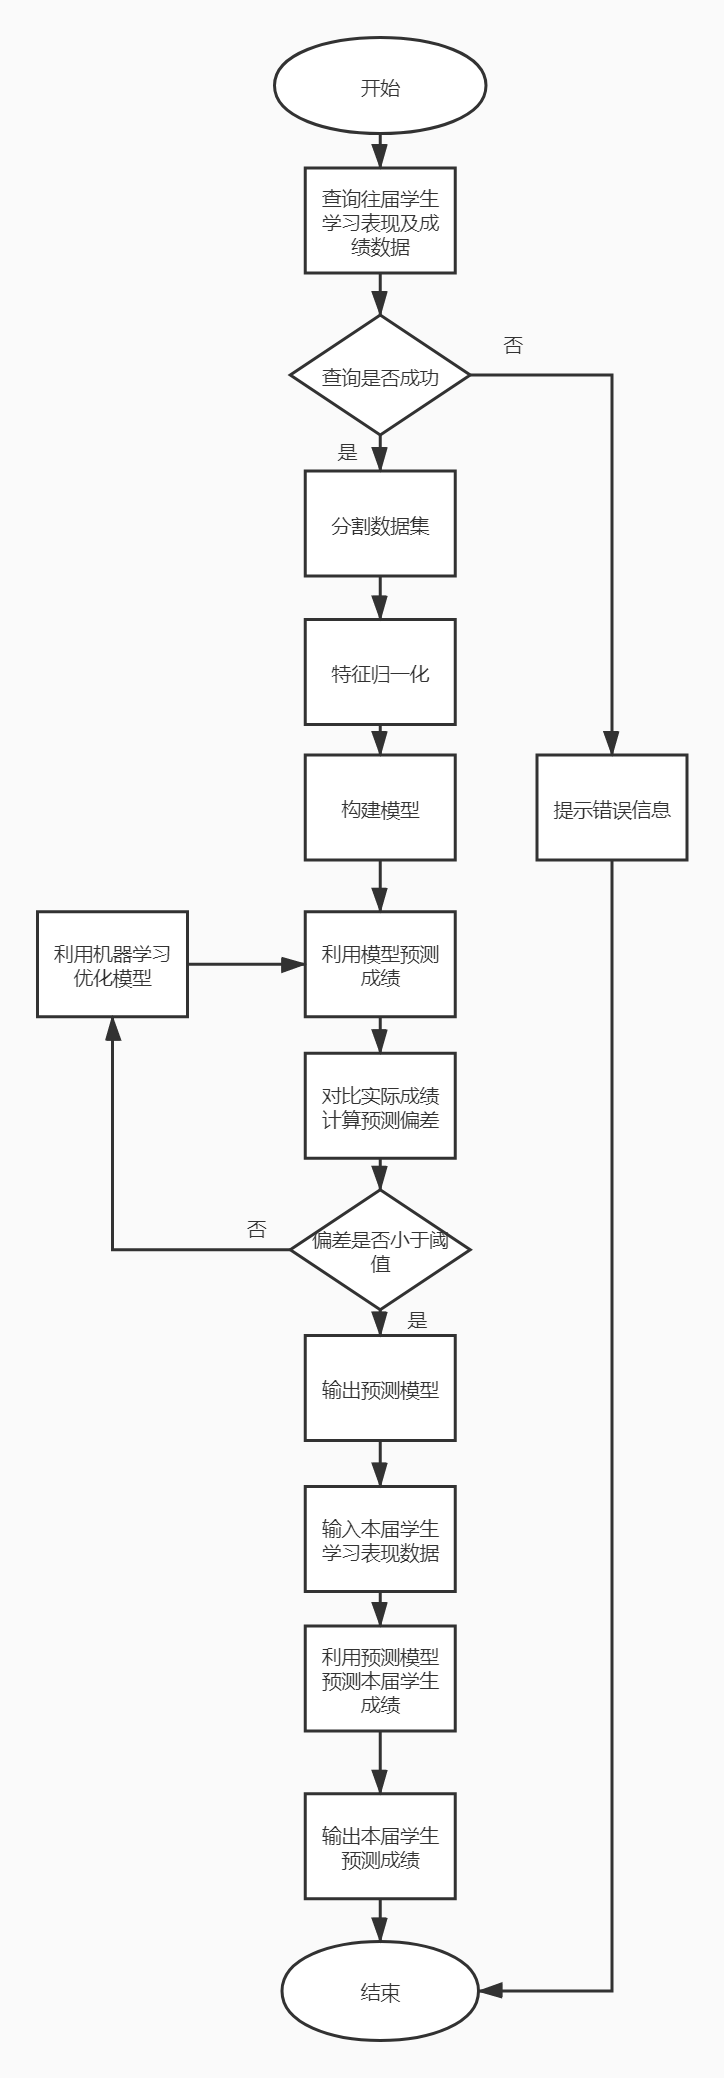 开始
查询往届学生
学习表现及成
绩数据
否
查询是否成功
是
分割数据集
特征归一化
构建模型
提示错误信息
利用机器学习
优化模型
利用模型预测
成绩
对比实际成绩
计算预测偏差
否
偏差是否小于阈
值
是
输出预测模型
输入本届学生
学习表现数据
利用预测模型
预测本届学生
成绩
输出本届学生
预测成绩
结束